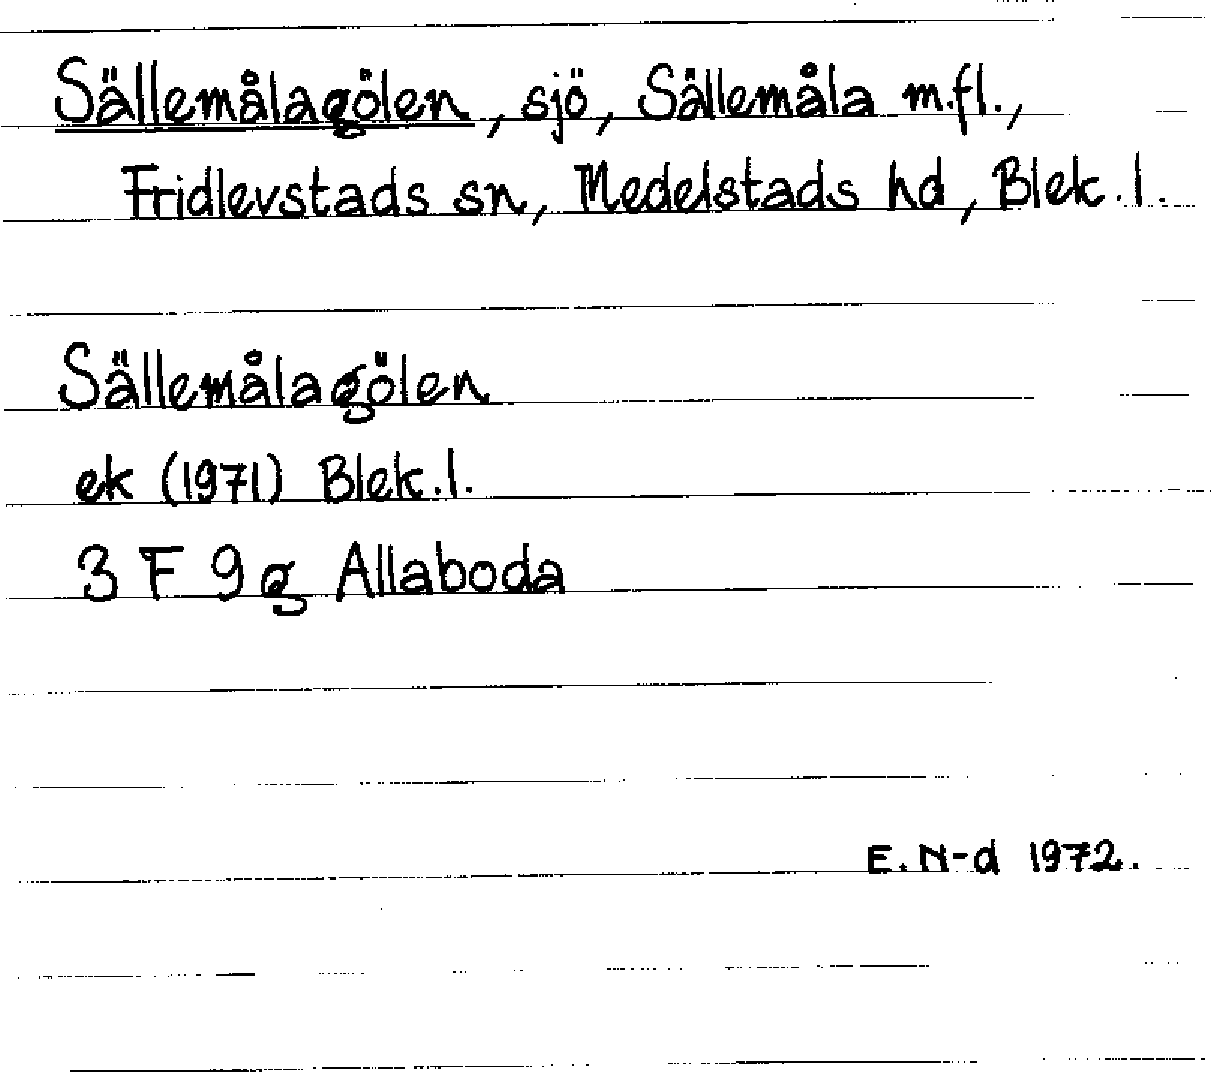 Sällemålagölen, sjö, Sällemåla m.fl.,
Fridlevstads sn, Medelstads hd, Blek. l.
Sällemålagölen
ek (1971) Blek. l.
3 F 9 g Allaboda
E. N-d 1972.